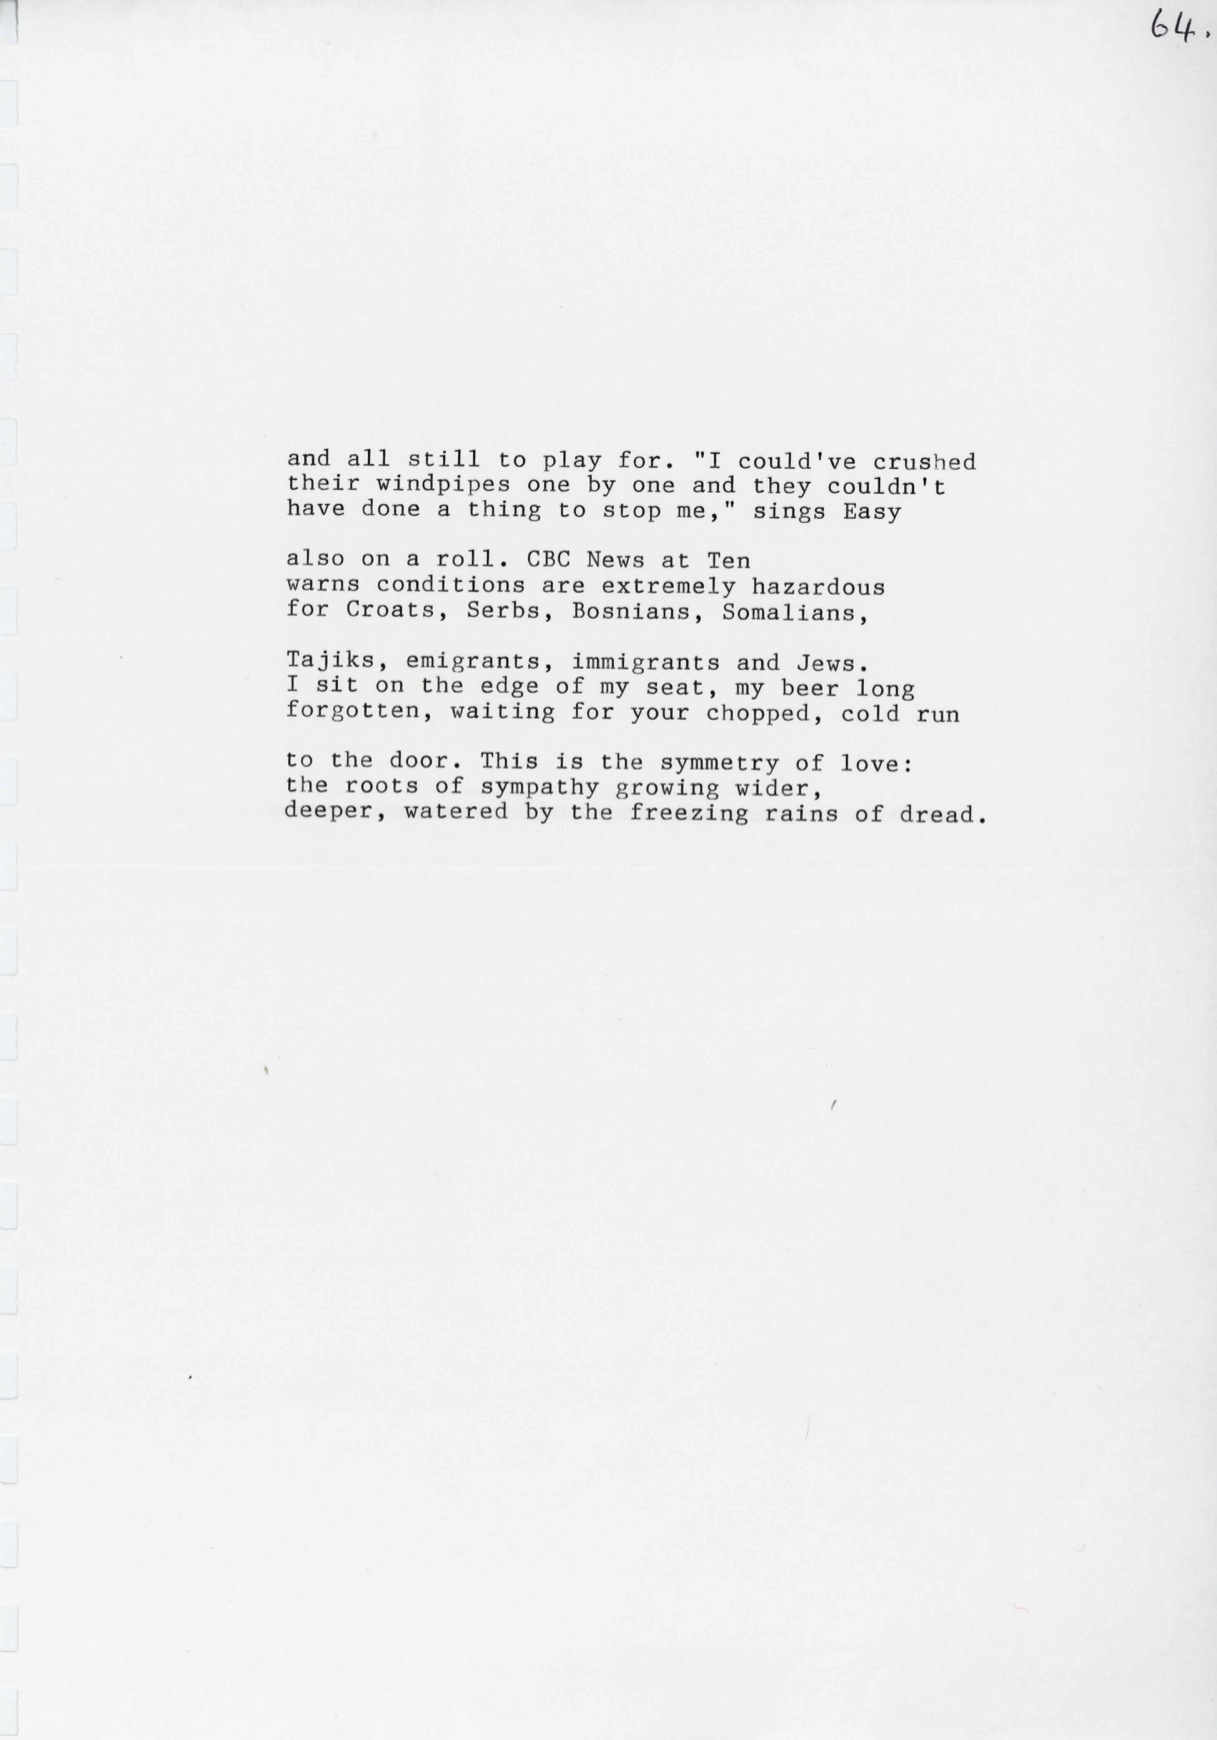 64.
and all still to play for. "I could've crushed
their windpipes one by one and they couldn't
have done a thing to stop me," sings Easy
also on a roll. CBC News at Ten
warns conditions are extremely hazardous
for Croats, Serbs, Bosnians, Somalians,
Tajiks, emigrants, immigrants and Jews.
I sit on the edge of my seat, my beer long
forgotten, waiting for your chopped, cold run
to the door. This is the symmetry of love:
the roots of sympathy growing wider,
deeper, watered by the freezing rains of dread.